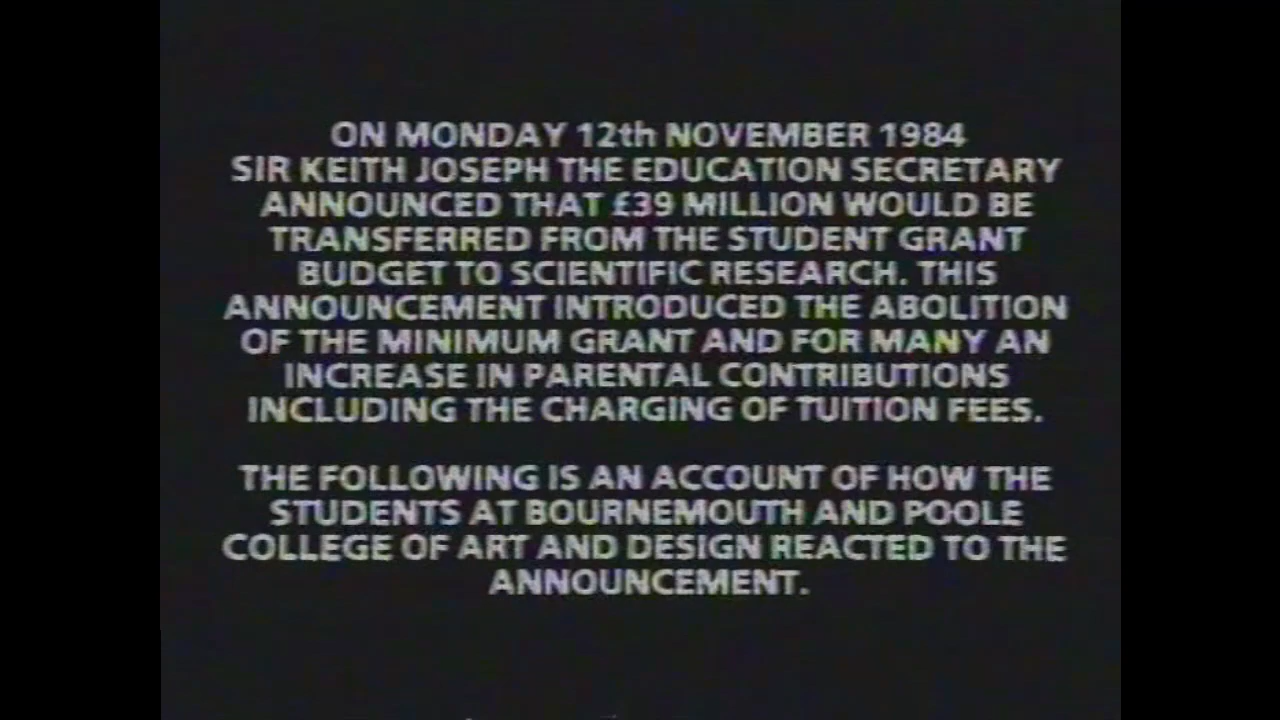 ON MONDAY 12th NOVEMBER 1984
SIR KEITH JOSEPH THE EDUCATION SECRETARY
ANNOUNCED THAT £39 MILLION WOULD BE
TRANSFERRED FROM THE STUDENT GRANT
BUDGET TO SCIENTIFIC RESEARCH. THIS
ANNOUNCEMENT INTRODUCED THE ABOLITION
OF THE MINIMUM GRANT AND FOR MANY AN
INCREASE IN PARENTAL CONTRIBUTIONS
INCLUDING THE CHARGING OF TUITION FEES.
THE FOLLOWING IS AN ACCOUNT OF HOW THE
STUDENTS AT BOURNEMOUTH AND POOLE
COLLEGE OF ART AND DESIGN REACTED TO THE
ANNOUNCEMENT.